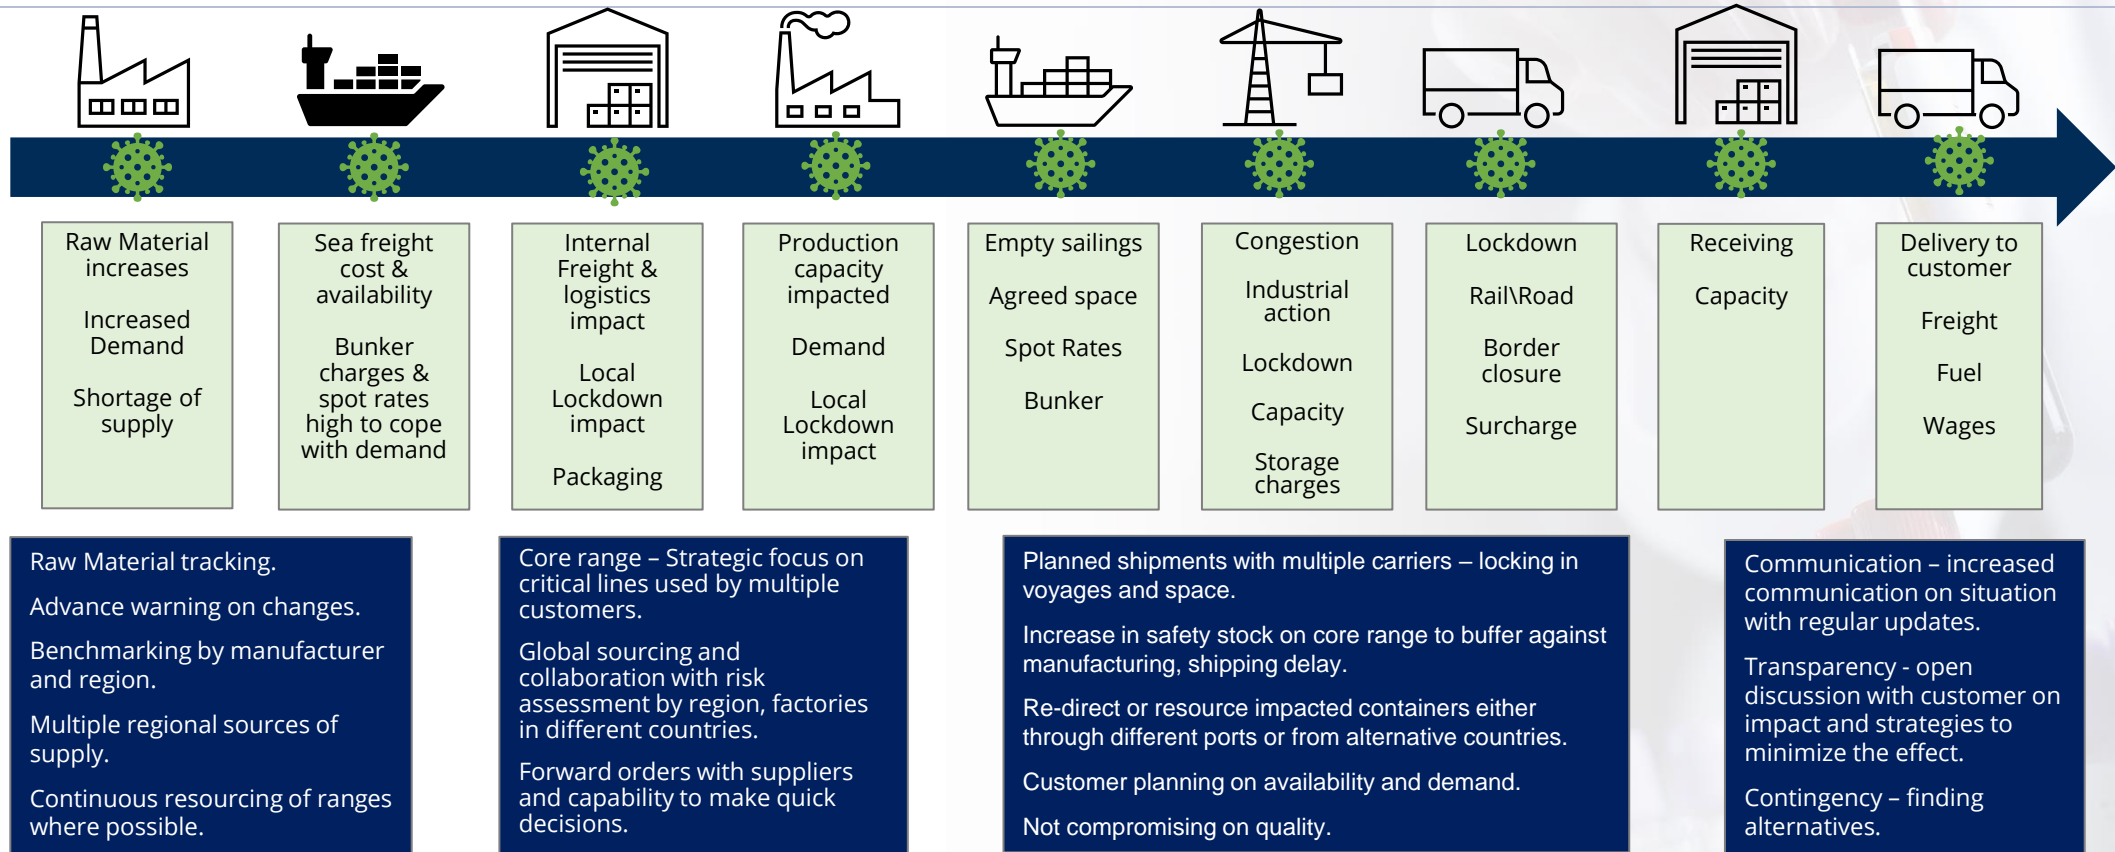 Raw Material
increases
Increased
Demand
Shortage of
supply
Sea freight
cost &
availability
Bunker
charges &
spot rates
high to cope
with demand
Internal
Freight &
logistics
impact
Local
Lockdown
impact
Packaging
Production
capacity
impacted
Demand
Local
Lockdown
impact
Empty sailings
Agreed space
Spot Rates
Bunker
Congestion
Industrial
action
Lockdown
Capacity
Storage
charges
Lockdown
Rail\Road
Border
closure
Surcharge
Receiving
Capacity
Delivery to
customer
Freight
Fuel
Wages
Raw Material tracking.
Advance warning on changes.
Benchmarking by manufacturer
and region.
Multiple regional sources of
supply.
Continuous resourcing of ranges
where possible.
Core range – Strategic focus on
critical lines used by multiple
customers.
Global sourcing and
collaboration with risk
assessment by region, factories
in different countries.
Forward orders with suppliers
and capability to make quick
decisions.
Planned shipments with multiple carriers – locking in
voyages and space.
Increase in safety stock on core range to buffer against
manufacturing, shipping delay.
Re-direct or resource impacted containers either
through different ports or from alternative countries.
Customer planning on availability and demand.
Not compromising on quality.
Communication – increased
communication on situation
with regular updates.
Transparency - open
discussion with customer on
impact and strategies to
minimize the effect.
Contingency – finding
alternatives.